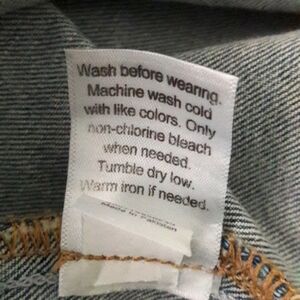 Wash before wearing.
Machine wash cold
with like colors. Only
non-chlorine bleach
when needed.
Tumble dry low.
Warm iron if needed.